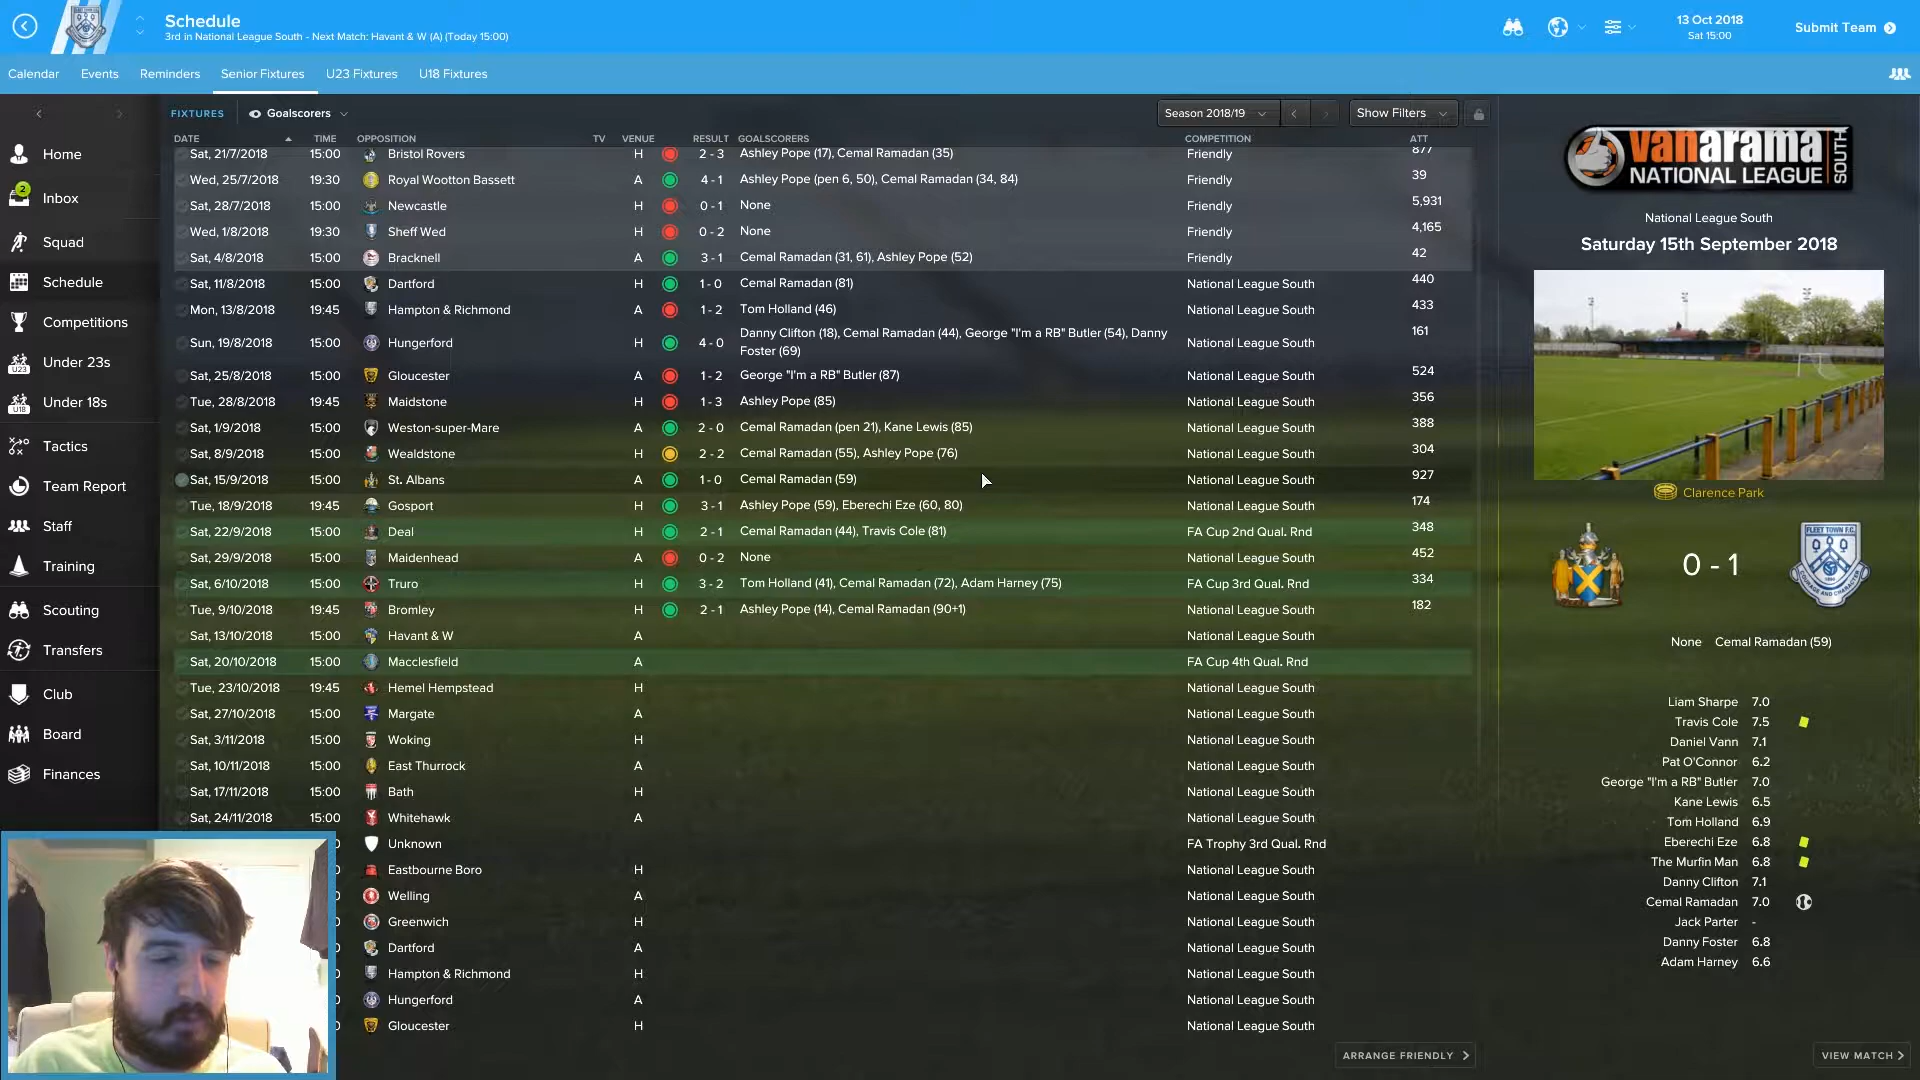 Schedule
3rd in National League South - Next Match: Havant & W (A) (Today 15:00)
13 Oct 2018
Sat 15:00
Submit Team
Calendar Events Reminders Senior Fixtures U23 Fixtures U18 Fixtures
Home
2
Inbox
Squad
Schedule
Competitions
U23
Under 23s
U18
Under 18s
Tactics
Team Report
Staff
Training
Scouting
Transfers
Club
Board
Finances
FIXTURES Goalscorers Season 2018/19 Show Filters
DATE TIME OPPOSITION TV VENUE RESULT GOALSCORERS COMPETITION ATT
Sat, 21/7/2018 15:00 Bristol Rovers H 2 - 3 Ashley Pope (17), Cemal Ramadan (35) Friendly 877
Wed, 25/7/2018 19:30 Royal Wootton Bassett A 4 - 1 Ashley Pope (pen 6, 50), Cemal Ramadan (34, 84) Friendly 39
Sat, 28/7/2018 15:00 Newcastle H 0 - 1 None Friendly 5,931
Wed, 1/8/2018 19:30 Sheff Wed H 0 - 2 None Friendly 4,165
Sat, 4/8/2018 15:00 Bracknell A 3 - 1 Cemal Ramadan (31, 61), Ashley Pope (52) Friendly 42
Sat, 11/8/2018 15:00 Dartford H 1 - 0 Cemal Ramadan (81) National League South 440
Mon, 13/8/2018 19:45 Hampton & Richmond A 1 - 2 Tom Holland (46) National League South 433
Sun, 19/8/2018 15:00 Hungerford H 4 - 0 Danny Clifton (18), Cemal Ramadan (44), George "I'm a RB" Butler (54), Danny National League South 161
Foster (69)
Sat, 25/8/2018 15:00 Gloucester A 1 - 2 George "I'm a RB" Butler (87) National League South 524
Tue, 28/8/2018 19:45 Maidstone H 1 - 3 Ashley Pope (85) National League South 356
Sat, 1/9/2018 15:00 Weston-super-Mare A 2 - 0 Cemal Ramadan (pen 21), Kane Lewis (85) National League South 388
Sat, 8/9/2018 15:00 Wealdstone H 2 - 2 Cemal Ramadan (55), Ashley Pope (76) National League South 304
Sat, 15/9/2018 15:00 St. Albans A 1 - 0 Cemal Ramadan (59) National League South 927
Tue, 18/9/2018 19:45 Gosport H 3 - 1 Ashley Pope (59), Eberechi Eze (60, 80) National League South 174
Sat, 22/9/2018 15:00 Deal H 2 - 1 Cemal Ramadan (44), Travis Cole (81) FA Cup 2nd Qual. Rnd 348
Sat, 29/9/2018 15:00 Maidenhead A 0 - 2 None National League South 452
Sat, 6/10/2018 15:00 Truro H 3 - 2 Tom Holland (41), Cemal Ramadan (72), Adam Harney (75) FA Cup 3rd Qual. Rnd 334
Tue, 9/10/2018 19:45 Bromley H 2 - 1 Ashley Pope (14), Cemal Ramadan (90+1) National League South 182
Sat, 13/10/2018 15:00 Havant & W A National League South
Sat, 20/10/2018 15:00 Macclesfield A FA Cup 4th Qual. Rnd
Tue, 23/10/2018 19:45 Hemel Hempstead H National League South
Sat, 27/10/2018 15:00 Margate A National League South
Sat, 3/11/2018 15:00 Woking H National League South
Sat, 10/11/2018 15:00 East Thurrock A National League South
Sat, 17/11/2018 15:00 Bath H National League South
Sat, 24/11/2018 15:00 Whitehawk A National League South
Unknown FA Trophy 3rd Qual. Rnd
Eastbourne Boro H National League South
Welling A National League South
Greenwich H National League South
Dartford A National League South
Hampton & Richmond H National League South
Hungerford A National League South
Gloucester H National League South
ARRANGE FRIENDLY
vanarama
NATIONAL LEAGUE
SOUTH
National League South
Saturday 15th September 2018
Clarence Park
FLEET TOWN F.C.
0 - 1
None Cemal Ramadan (59)
Liam Sharpe 7.0
Travis Cole 7.5
Daniel Vann 7.1
Pat O'Connor 6.2
George "I'm a RB" Butler 7.0
Kane Lewis 6.5
Tom Holland 6.9
Eberechi Eze 6.8
The Murfin Man 6.8
Danny Clifton 7.1
Cemal Ramadan 7.0
Jack Parter -
Danny Foster 6.8
Adam Harney 6.6
VIEW MATCH